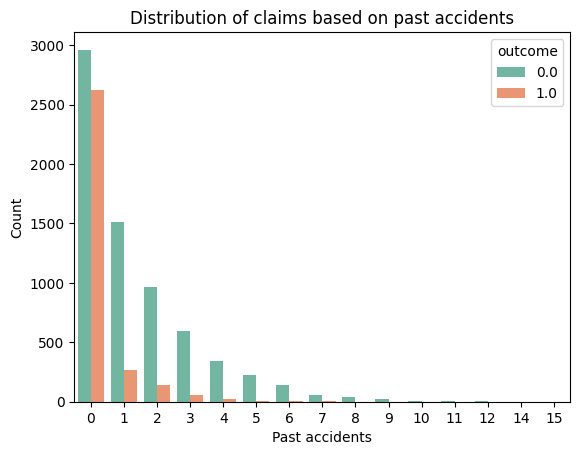 Distribution of claims based on past accidents
outcome
0.0
1.0
Count
3000
2500
2000
1500
1000
500
0
0 1 2 3 4 5 6 7 8 9 10 11 12 14 15
Past accidents